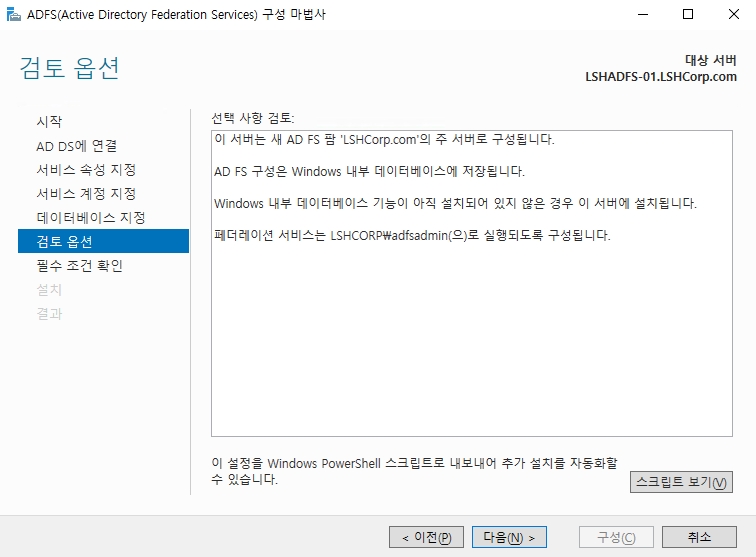 ADFS(Active Directory Federation Services) 구성 마법사
검토 옵션
대상 서버
LSHADFS-01.LSHCorp.com
시작
AD DS에 연결
서비스 속성 지정
서비스 계정 지정
데이터베이스 지정
검토 옵션
필수 조건 확인
설치
결과
선택 사항 검토:
이 서버는 새 AD FS 팜 'LSHCorp.com'의 주 서버로 구성됩니다.
AD FS 구성은 Windows 내부 데이터베이스에 저장됩니다.
Windows 내부 데이터베이스 기능이 아직 설치되어 있지 않은 경우 이 서버에 설치됩니다.
페더레이션 서비스는 LSHCORP₩adfsadmin(으)로 실행되도록 구성됩니다.
이 설정을 Windows PowerShell 스크립트로 내보내어 추가 설치를 자동화할
수 있습니다.
스크립트 보기(V)
< 이전(P)
다음(N) >
구성(C)
취소